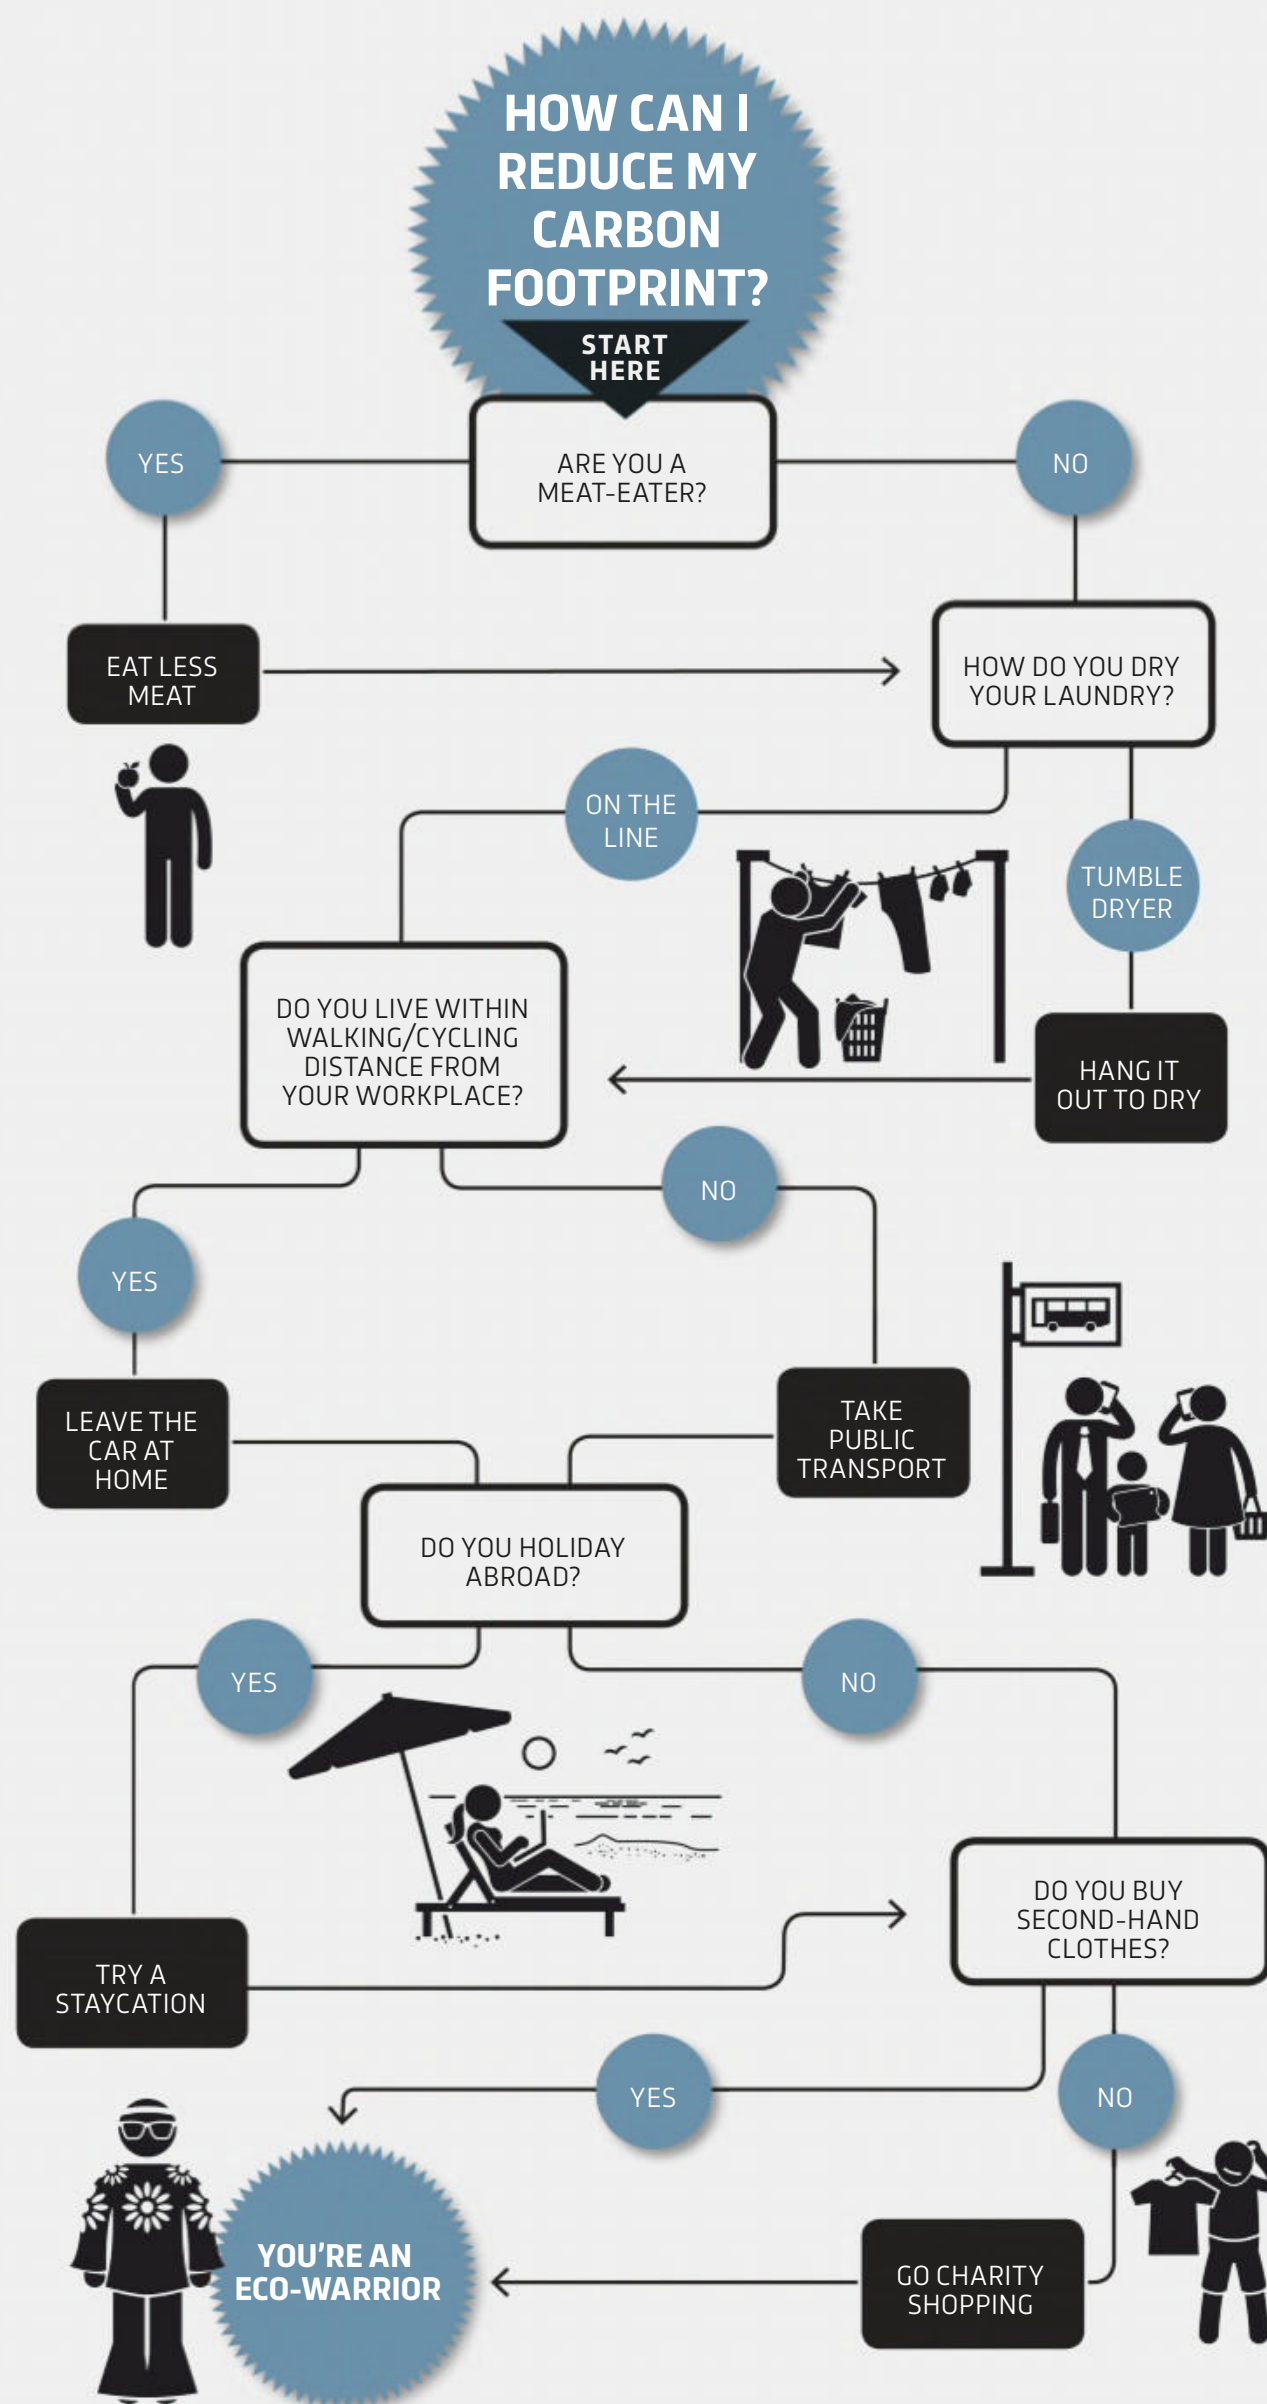 HOW CAN I
REDUCE MY
CARBON
FOOTPRINT?
START
HERE
YES
ARE YOU A
MEAT-EATER?
NO
EAT LESS
MEAT
HOW DO YOU DRY
YOUR LAUNDRY?
ON THE
LINE
TUMBLE
DRYER
DO YOU LIVE WITHIN
WALKING/CYCLING
DISTANCE FROM
YOUR WORKPLACE?
HANG IT
OUT TO DRY
NO
YES
LEAVE THE
CAR AT
HOME
TAKE
PUBLIC
TRANSPORT
DO YOU HOLIDAY
ABROAD?
YES
NO
DO YOU BUY
SECOND-HAND
CLOTHES?
TRY A
STAYCATION
YES
NO
YOU'RE AN
ECO-WARRIOR
GO CHARITY
SHOPPING